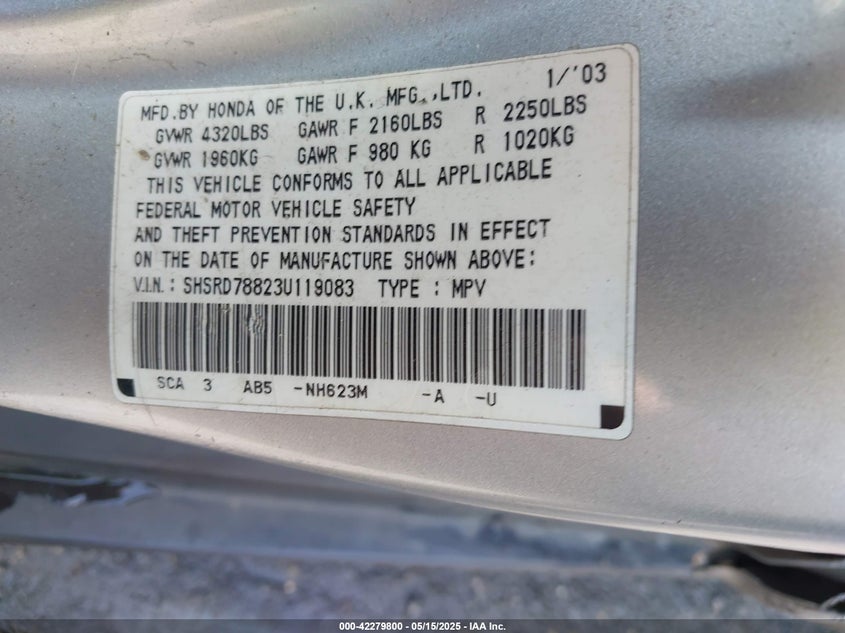 MFD.BY HONDA OF THE U.K. MFG.,LTD. 1/'03
GVWR 4320LBS GAWR F 2160LBS R 2250LBS
GVWR 1960KG GAWR F 980 KG R 1020KG
THIS VEHICLE CONFORMS TO ALL APPLICABLE
FEDERAL MOTOR VEHICLE SAFETY
AND THEFT PREVENTION STANDARDS IN EFFECT
ON THE DATE OF MANUFACTURE SHOWN ABOVE:
V.I.N.: SHSRD78823U119083 TYPE : MPV
SCA 3 AB5 -NH623M -A -U
000-42279800 - 05/15/2025 - IAA Inc.